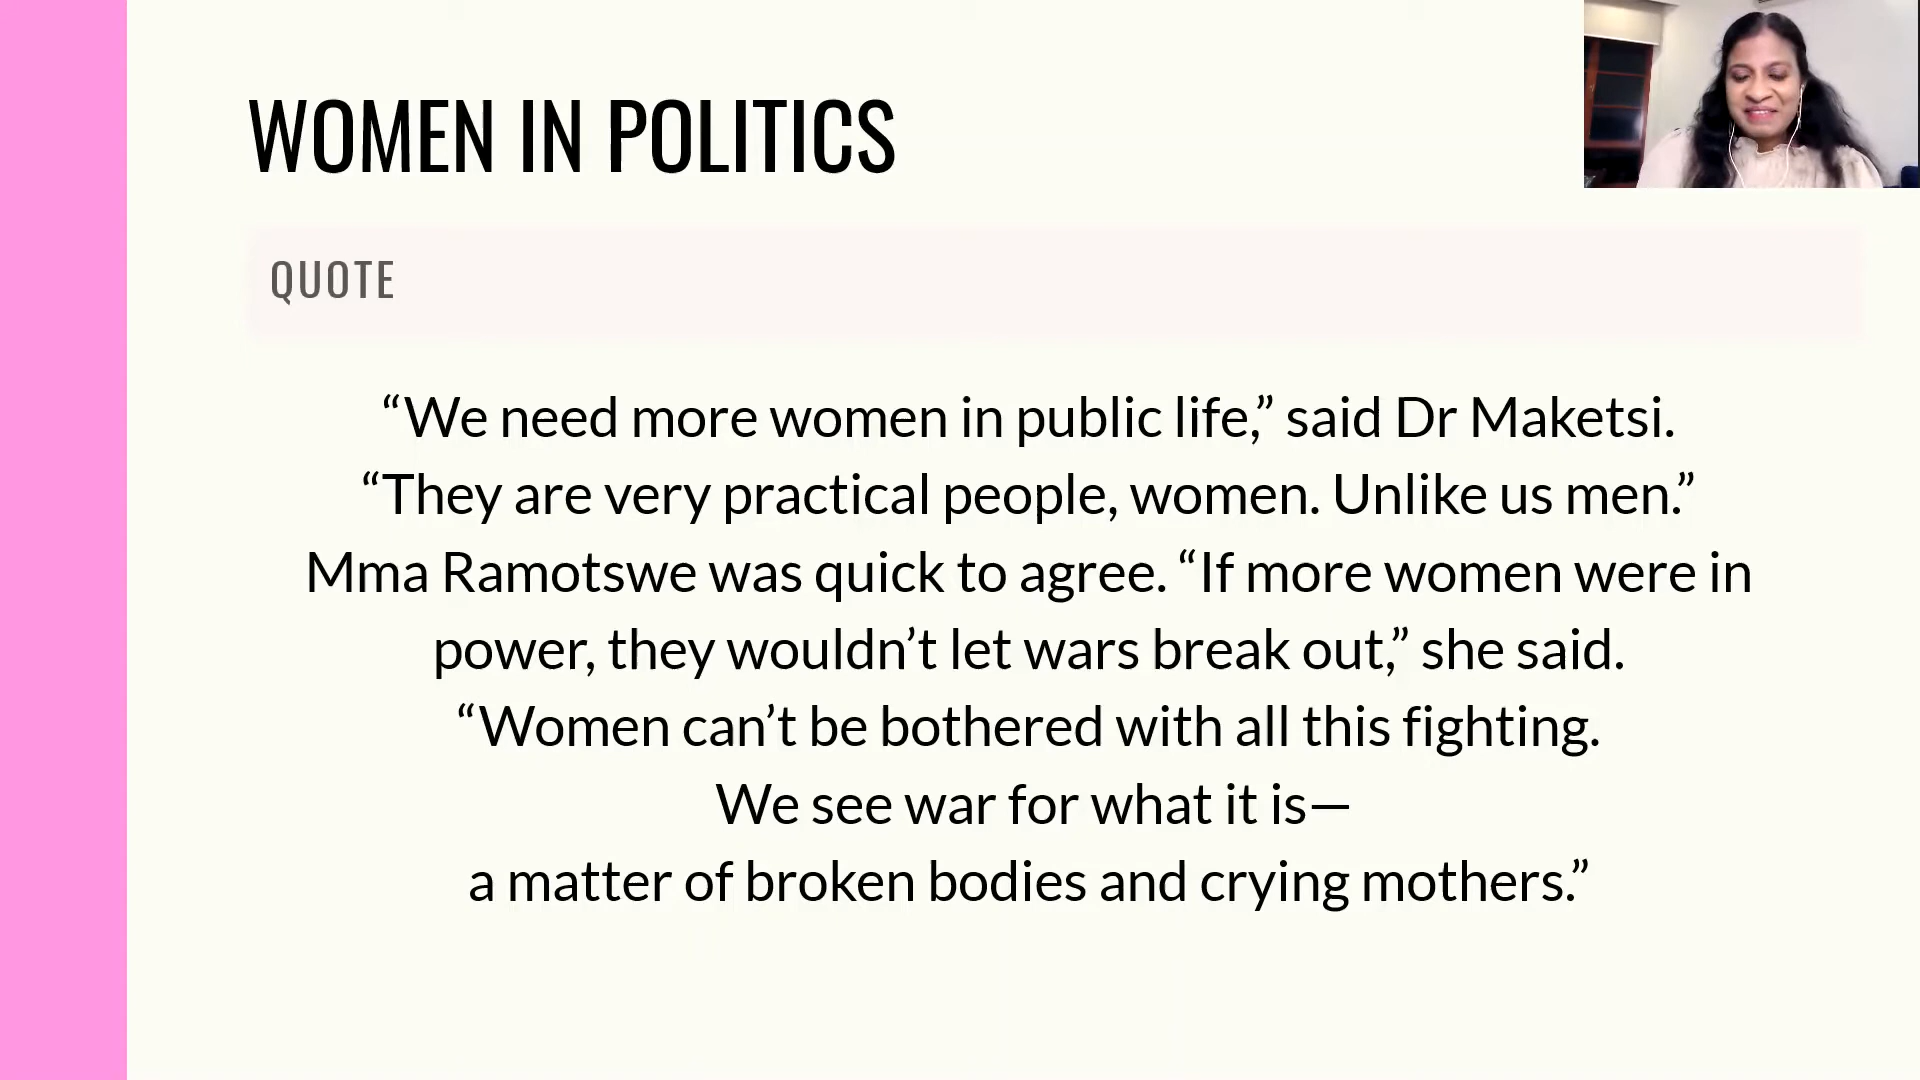 WOMEN IN POLITICS
QUOTE
“We need more women in public life,” said Dr Maketsi.
“They are very practical people, women. Unlike us men.”
Mma Ramotswe was quick to agree. “If more women were in
power, they wouldn’t let wars break out,” she said.
“Women can’t be bothered with all this fighting.
We see war for what it is—
a matter of broken bodies and crying mothers.”